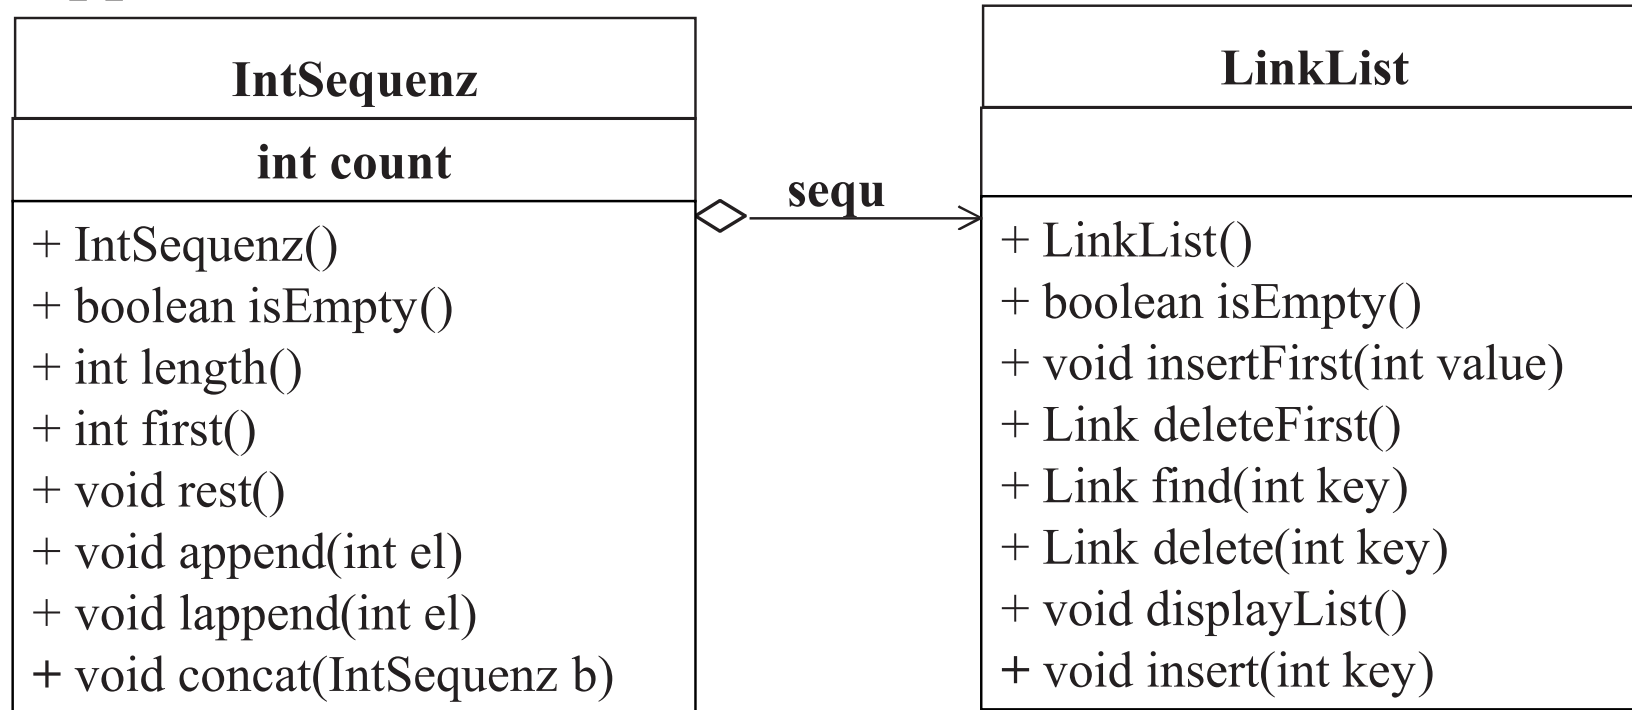 IntSequenz
int count
+ IntSequenz()
+ boolean isEmpty()
+ int length()
+ int first()
+ void rest()
+ void append(int el)
+ void lappend(int el)
+ void concat(IntSequenz b)
sequ
LinkList
+ LinkList()
+ boolean isEmpty()
+ void insertFirst(int value)
+ Link deleteFirst()
+ Link find(int key)
+ Link delete(int key)
+ void displayList()
+ void insert(int key)